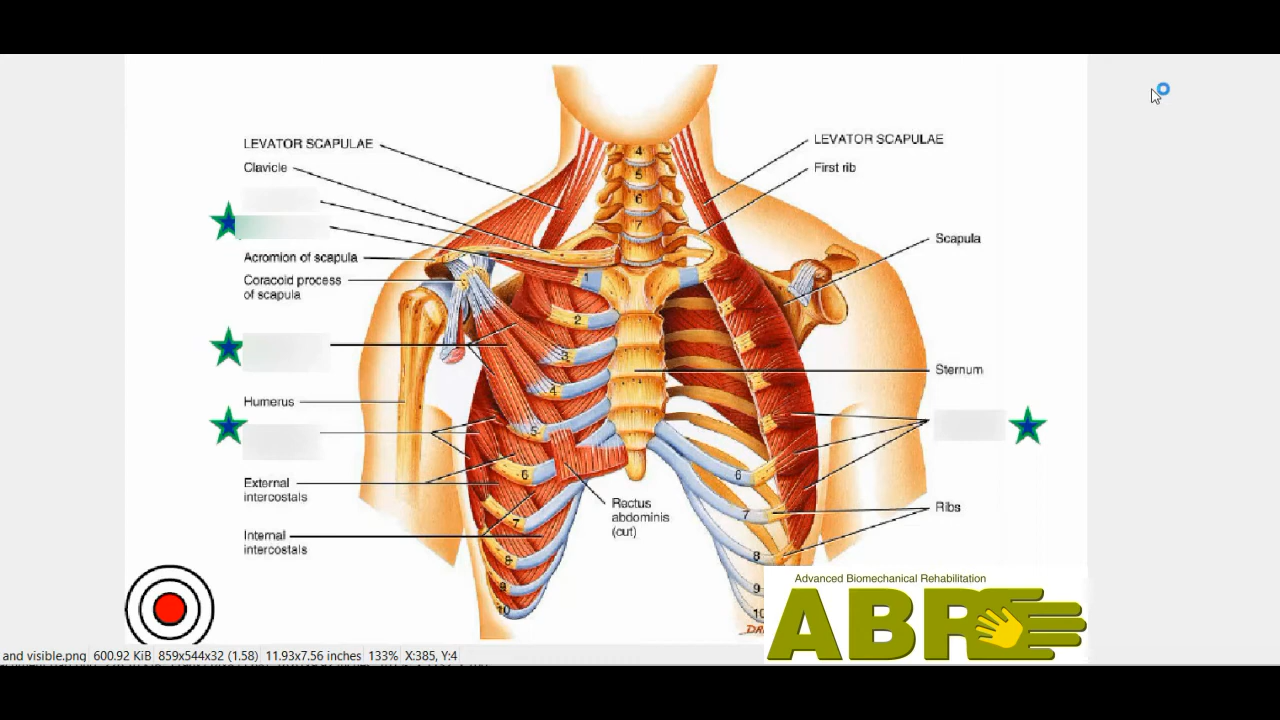 LEVATOR SCAPULAE
Clavicle
Acromion of scapula
Coracoid process
of scapula
Humerus
External
intercostals
Internal
intercostals
4
5
6
7
1
2
3
4
5
6
7
8
9
10
Rectus
abdominis
(cut)
LEVATOR SCAPULAE
First rib
Scapula
Sternum
Ribs
6
7
8
9
10
Advanced Biomechanical Rehabilitation
ABR
and visible.png 600.92 KiB 859x544x32 (1.58) 11.93x7.56 inches 133% X:385, Y:4